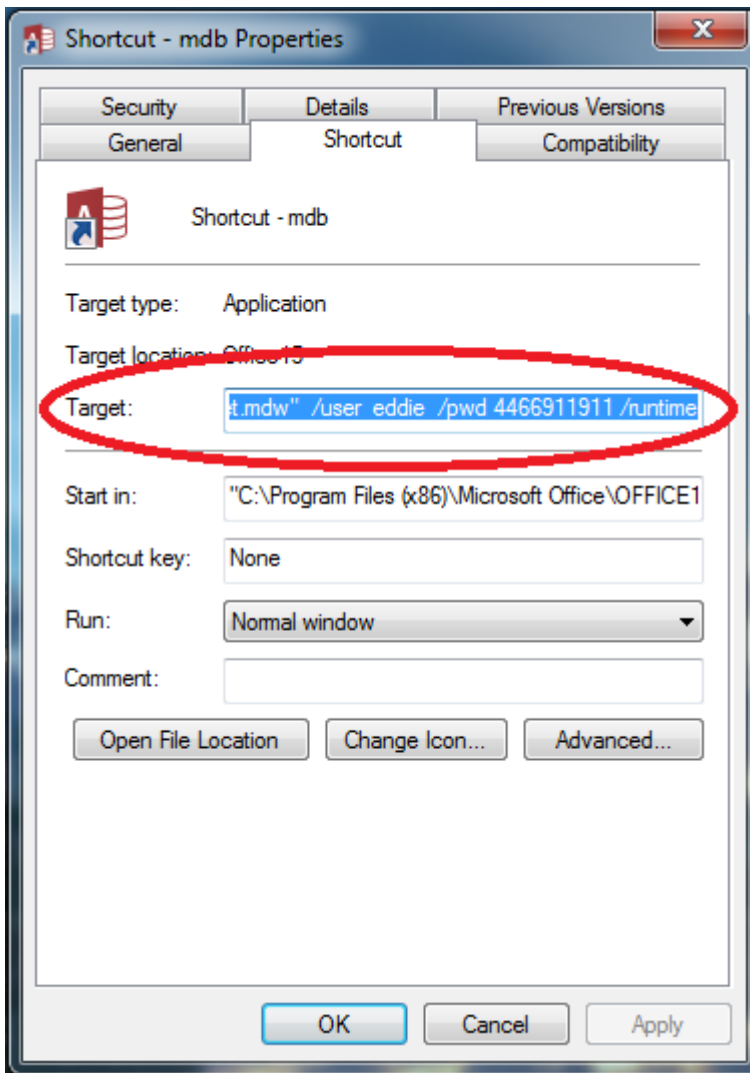 Shortcut - mdb Properties
Security Details Previous Versions
General Shortcut Compatibility
Shortcut - mdb
Target type: Application
Target location: Office15
Target: et.mdw" /user eddie /pwd 4466911911 /runtime
Start in: "C:\Program Files (x86)\Microsoft Office\OFFICE1
Shortcut key: None
Run: Normal window
Comment:
Open File Location Change Icon... Advanced...
OK Cancel Apply